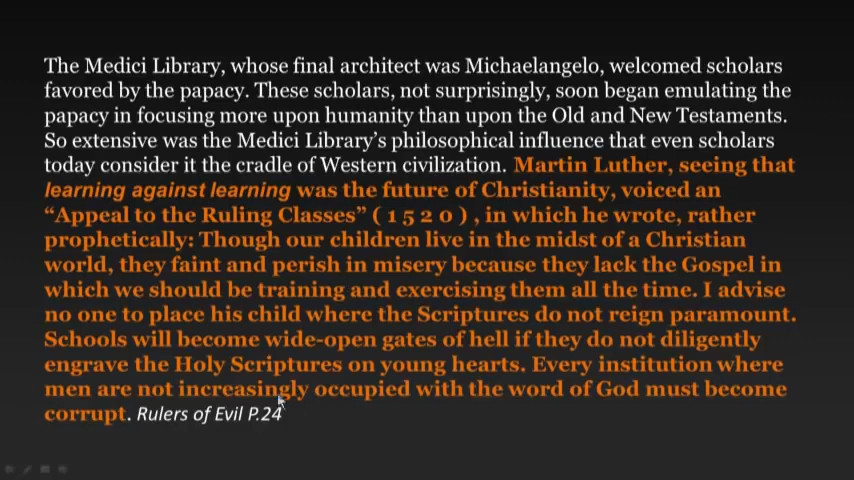 The Medici Library, whose final architect was Michaelangelo, welcomed scholars
favored by the papacy. These scholars, not surprisingly, soon began emulating the
papacy in focusing more upon humanity than upon the Old and New Testaments.
So extensive was the Medici Library's philosophical influence that even scholars
today consider it the cradle of Western civilization. Martin Luther, seeing that
learning against learning was the future of Christianity, voiced an
“Appeal to the Ruling Classes” ( 1 5 2 0 ) , in which he wrote, rather
prophetically: Though our children live in the midst of a Christian
world, they faint and perish in misery because they lack the Gospel in
which we should be training and exercising them all the time. I advise
no one to place his child where the Scriptures do not reign paramount.
Schools will become wide-open gates of hell if they do not diligently
engrave the Holy Scriptures on young hearts. Every institution where
men are not increasingly occupied with the word of God must become
corrupt. Rulers of Evil P.24